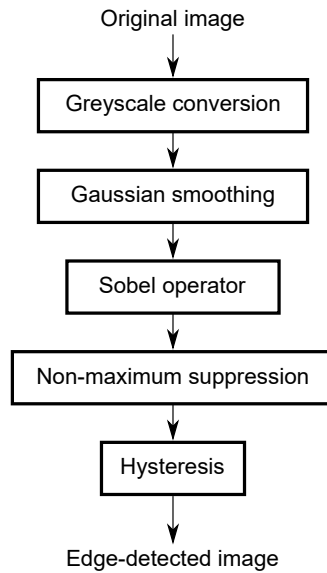 Original image
Greyscale conversion
Gaussian smoothing
Sobel operator
Non-maximum suppression
Hysteresis
Edge-detected image